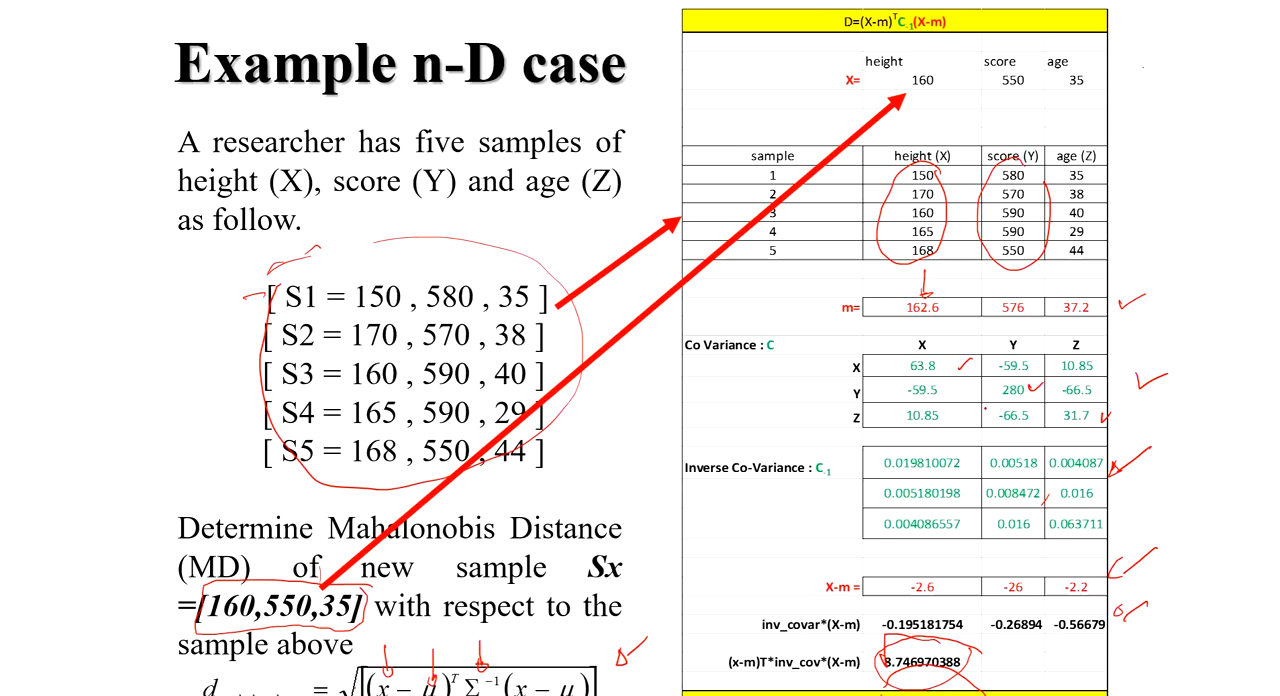 Example n-D case
A researcher has five samples of
height (X), score (Y) and age (Z)
as follow.
[ S1 = 150 , 580 , 35 ]
[ S2 = 170 , 570 , 38 ]
[ S3 = 160 , 590 , 40 ]
[ S4 = 165 , 590 , 29 ]
[ S5 = 168 , 550 , 44 ]
Determine Mahalonobis Distance
(MD) of new sample Sx
=[160,550,35] with respect to the
sample above
= √[(x − μ)ᵀ Σ⁻¹ (x − μ)]
D=(X-m)ᵀC-1(X-m)
height score age
X= 160 550 35
sample height (X) score (Y) age (Z)
1 150 580 35
2 170 570 38
3 160 590 40
4 165 590 29
5 168 550 44
m= 162.6 576 37.2
Co Variance : C X Y Z
X 63.8 -59.5 10.85
Y -59.5 280 -66.5
Z 10.85 -66.5 31.7
Inverse Co-Variance : C-1 0.019810072 0.00518 0.004087
0.005180198 0.008472 0.016
0.004086557 0.016 0.063711
X-m = -2.6 -26 -2.2
inv_covar*(X-m) -0.195181754 -0.26894 -0.56679
(x-m)T*inv_cov*(X-m) 8.746970388